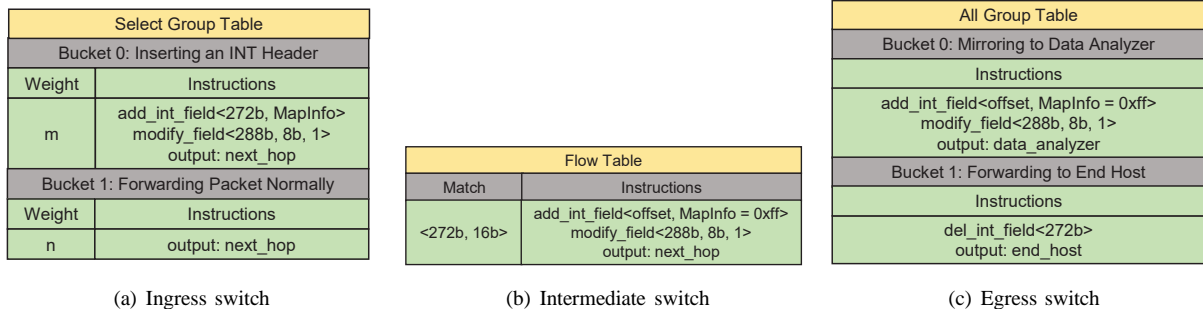 Select Group Table
Bucket 0: Inserting an INT Header
Weight Instructions
m
add_int_field<272b, MapInfo>
modify_field<288b, 8b, 1>
output: next_hop
Bucket 1: Forwarding Packet Normally
Weight Instructions
n output: next_hop
(a) Ingress switch
Flow Table
Match Instructions
<272b, 16b>
add_int_field<offset, MapInfo = 0xff>
modify_field<288b, 8b, 1>
output: next_hop
(b) Intermediate switch
All Group Table
Bucket 0: Mirroring to Data Analyzer
Instructions
add_int_field<offset, MapInfo = 0xff>
modify_field<288b, 8b, 1>
output: data_analyzer
Bucket 1: Forwarding to End Host
Instructions
del_int_field<272b>
output: end_host
(c) Egress switch